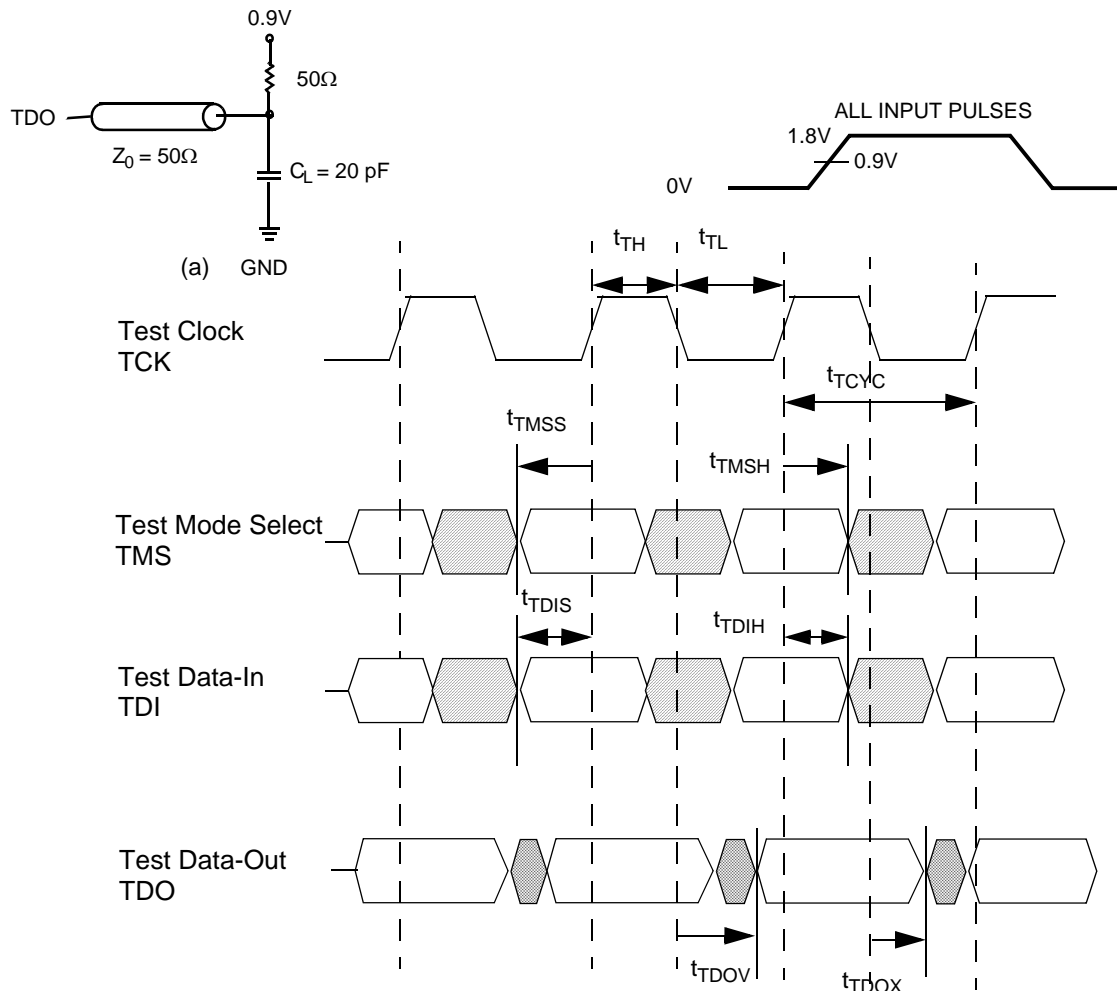 0.9V
50Ω
TDO
Z0 = 50Ω
CL = 20 pF
(a) GND
ALL INPUT PULSES
1.8V
0.9V
0V
tTH
tTL
Test Clock
TCK
tTCYC
tTMSS
tTMSH
Test Mode Select
TMS
tTDIS
tTDIH
Test Data-In
TDI
Test Data-Out
TDO
tTDOV
tTDOX